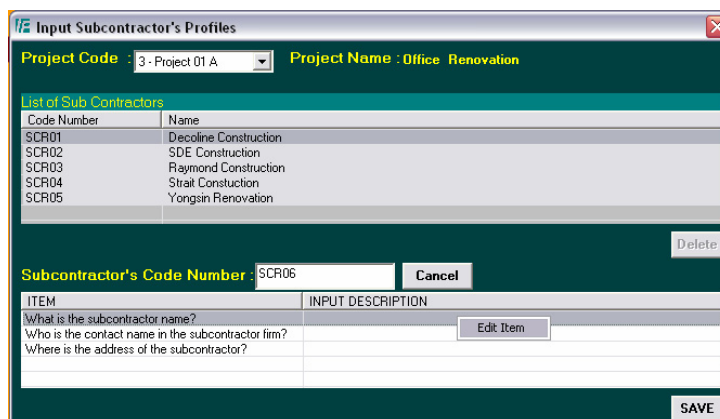 Input Subcontractor's Profiles
Project Code : 3 - Project 01 A Project Name : Office Renovation
List of Sub Contractors
Code Number Name
SCR01 Decoline Construction
SCR02 SDE Construction
SCR03 Raymond Construction
SCR04 Strait Constuction
SCR05 Yongsin Renovation
Delete
Subcontractor's Code Number : SCR06 Cancel
ITEM INPUT DESCRIPTION
What is the subcontractor name?
Edit Item
Who is the contact name in the subcontractor firm?
Where is the address of the subcontractor?
SAVE